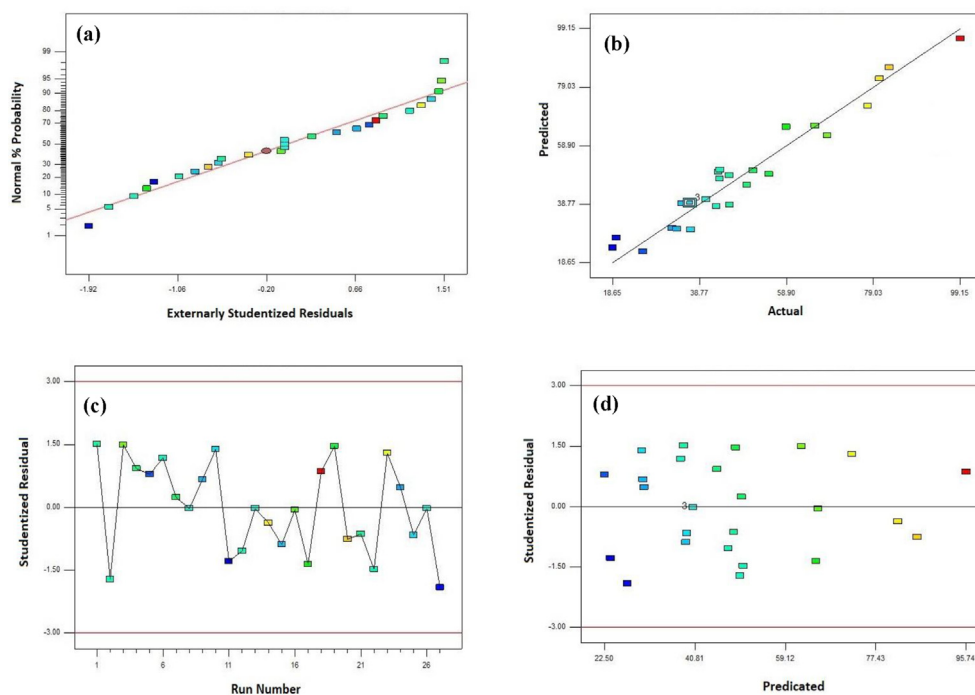 (a)
Normal % Probability
99
95
90
80
70
50
30
20
10
5
1
-1.92 -1.06 -0.20 0.66 1.51
Externarly Studentized Residuals
(b)
Predicted
99.15
79.03
58.90
38.77
18.65
3
18.65 38.77 58.90 79.03 99.15
Actual
(c)
Studentized Residual
3.00
1.50
0.00
-1.50
-3.00
1 6 11 16 21 26
Run Number
(d)
Studentized Residual
3.00
1.50
0.00
-1.50
-3.00
3
22.50 40.81 59.12 77.43 95.74
Predicated